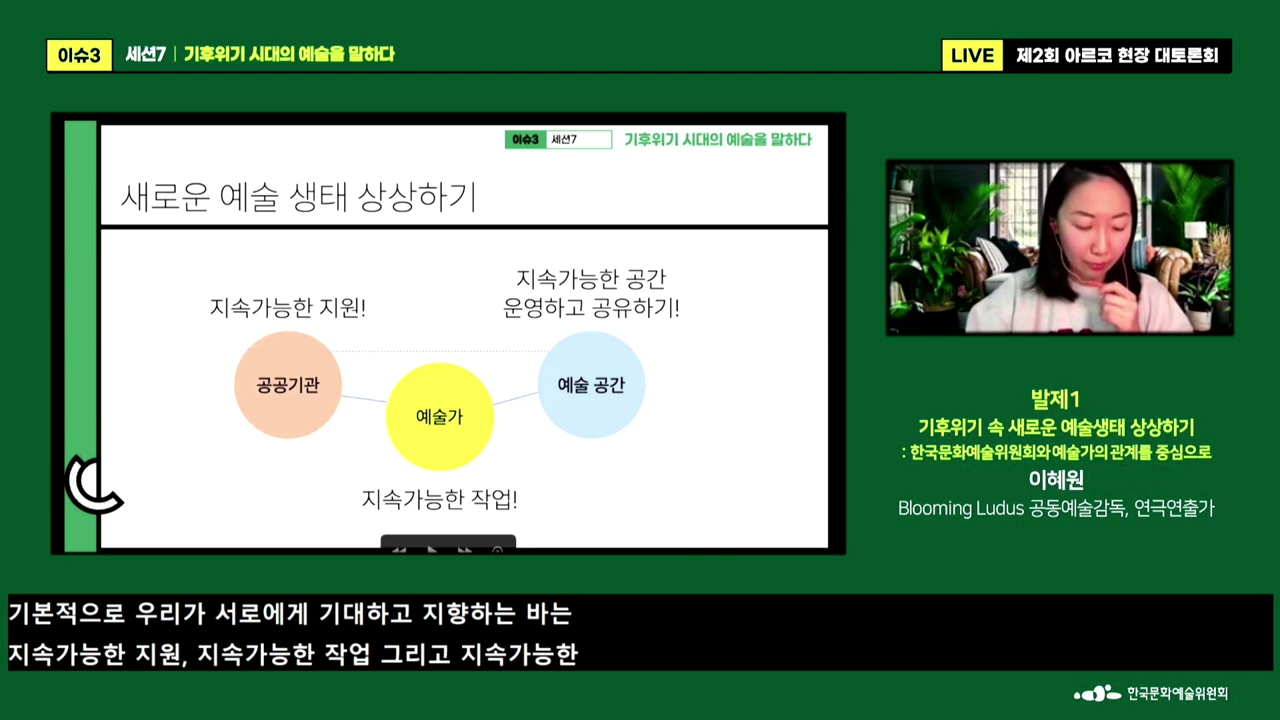 이슈3 세션7 | 기후위기 시대의 예술을 말하다
LIVE 제2회 아르코 현장 대토론회
이슈3 세션7 기후위기 시대의 예술을 말하다
새로운 예술 생태 상상하기
지속가능한 지원!
지속가능한 공간
운영하고 공유하기!
공공기관
예술가
예술 공간
지속가능한 작업!
발제1
기후위기 속 새로운 예술생태 상상하기
: 한국문화예술위원회와 예술가의 관계를 중심으로
이혜원
Blooming Ludus 공동예술감독, 연극연출가
기본적으로 우리가 서로에게 기대하고 지향하는 바는
지속가능한 지원, 지속가능한 작업 그리고 지속가능한
한국문화예술위원회